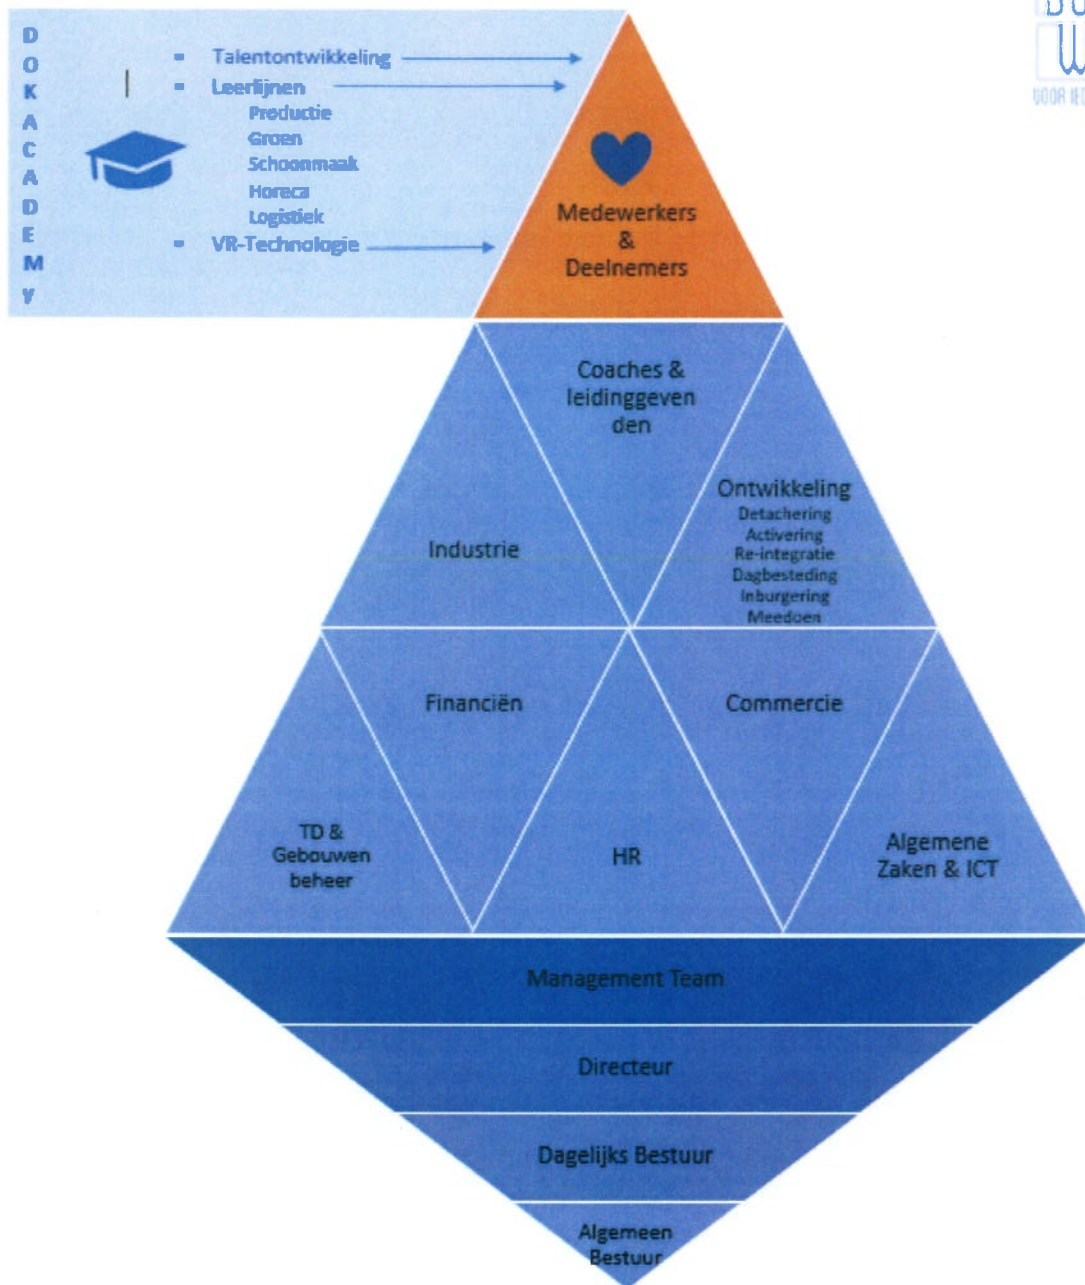 DOK ACADEMY
Talentontwikkeling
Leerlijnen
Productie
Groen
Schoonmaak
Horeca
Logistiek
VR-Technologie
Medewerkers
&
Deelnemers
Coaches &
leidinggeven
den
Ontwikkeling
Detachering
Activering
Re-integratie
Dagbesteding
Inburgering
Meedoen
Industrie
Financiën
Commercie
TD &
Gebouwen
beheer
HR
Algemene
Zaken & ICT
Management Team
Directeur
Dagelijks Bestuur
Algemeen
Bestuur